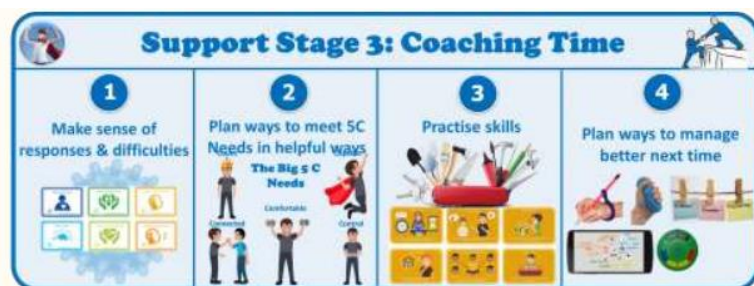 Support Stage 3: Coaching Time
1
Make sense of
responses & difficulties
2
Plan ways to meet 5C
Needs in helpful ways
The Big 5 C
Needs
Comfortable
Connected
Control
3
Practise skills
4
Plan ways to manage
better next time